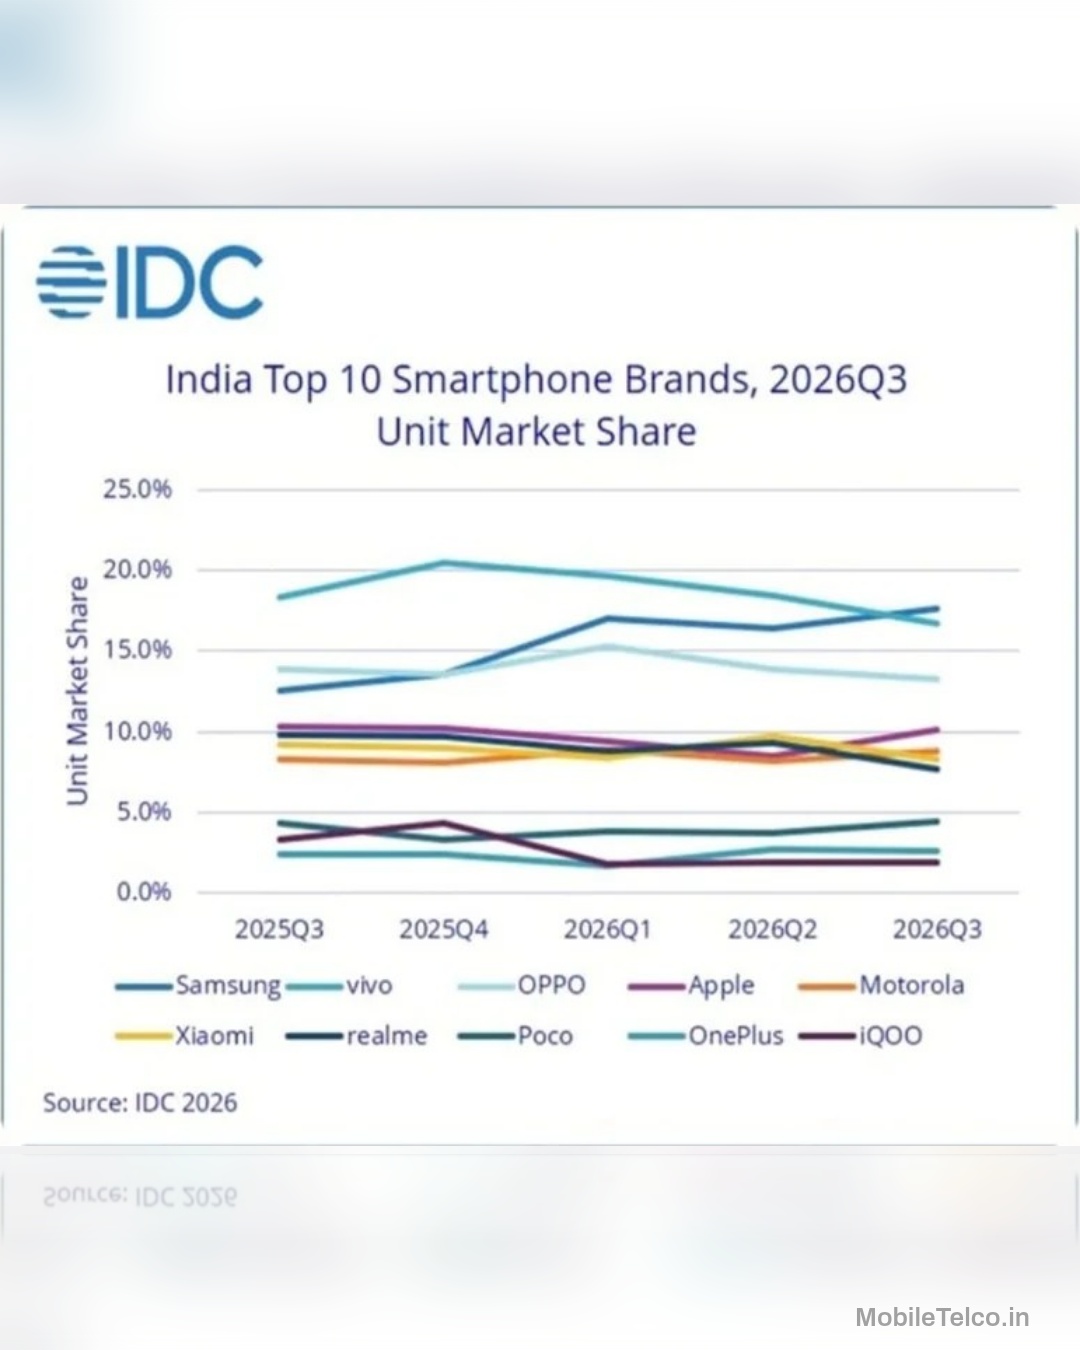 IDC
India Top 10 Smartphone Brands, 2026Q3
Unit Market Share
25.0%
20.0%
15.0%
10.0%
5.0%
0.0%
Unit Market Share
2025Q3 2025Q4 2026Q1 2026Q2 2026Q3
Samsung vivo OPPO Apple Motorola
Xiaomi realme Poco OnePlus iQOO
Source: IDC 2026
Source: IDC 2026
MobileTelco.in